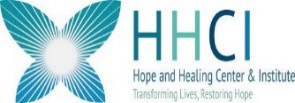 HHCI
Hope and Healing Center & Institute
Transforming Lives, Restoring Hope